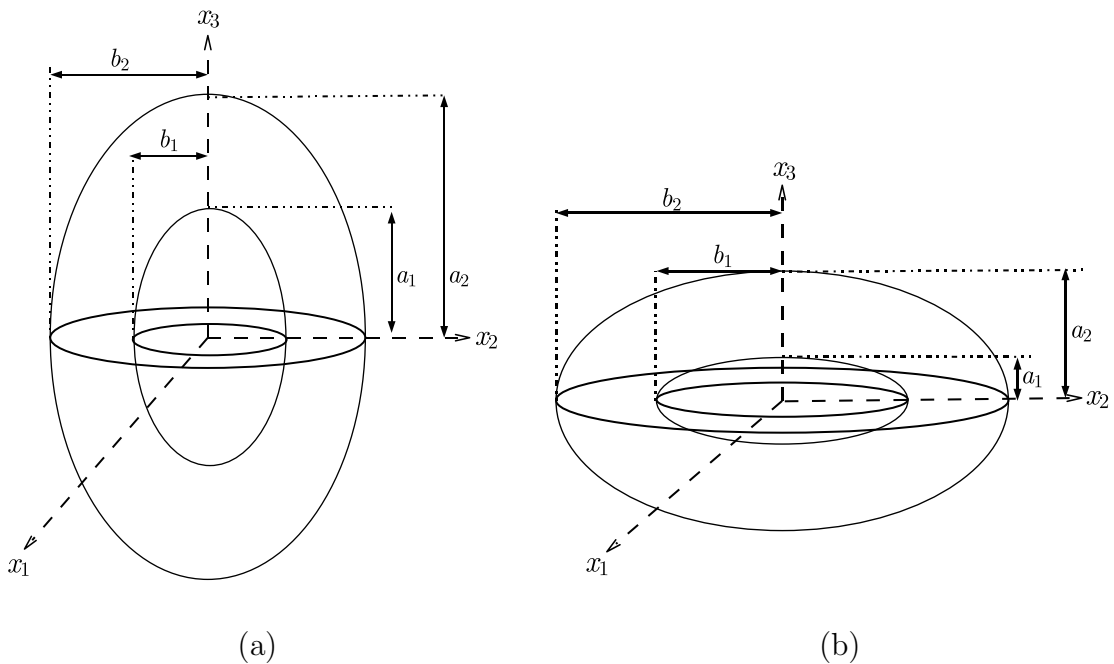 x₃
b₂
b₁
a₁ a₂
x₂
x₁
(a)
x₃
b₂
b₁
a₂
a₁
x₂
x₁
(b)